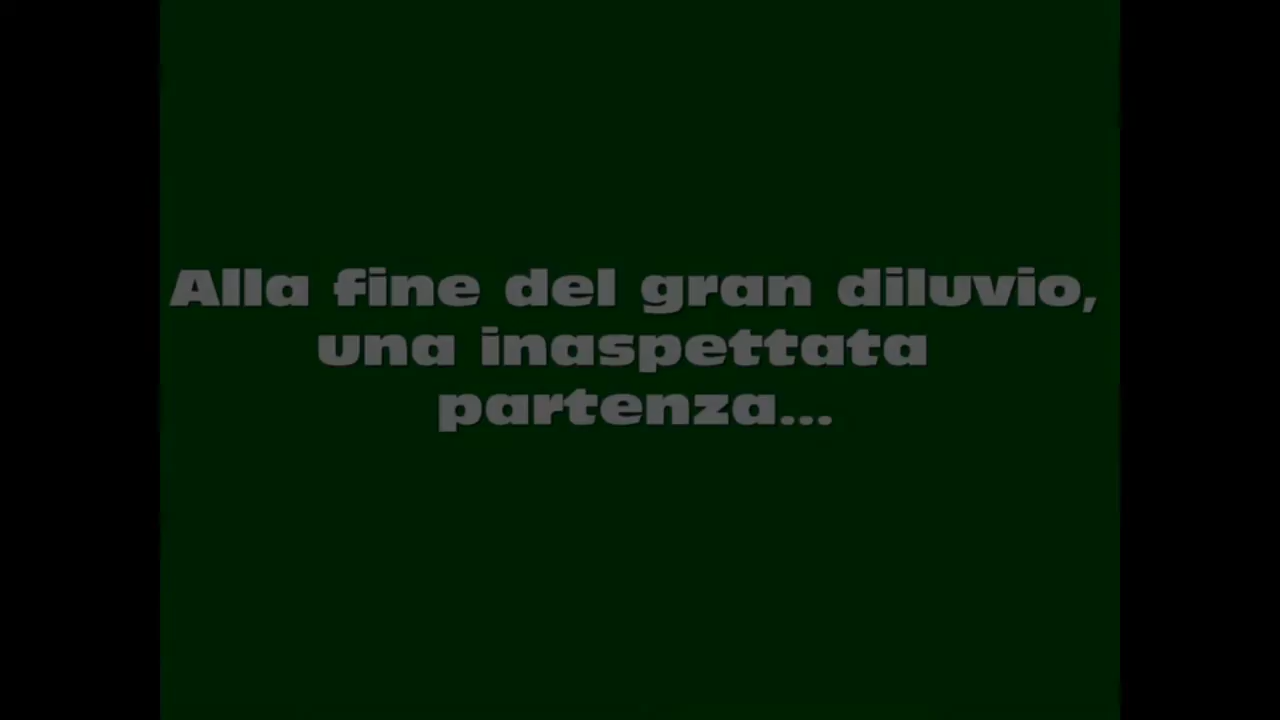 Alla fine del gran diluvio,
una inaspettata
partenza...